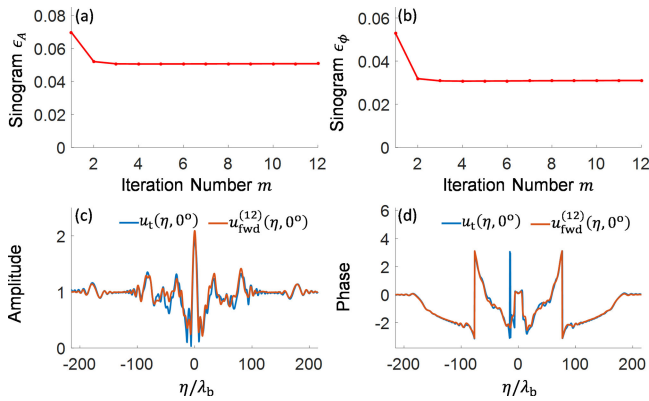 (a)
Sinogram ϵ_A
0.08
0.06
0.04
0.02
0
2 4 6 8 10 12
Iteration Number m
(b)
Sinogram ϵ_ϕ
0.06
0.04
0.02
0
2 4 6 8 10 12
Iteration Number m
(c)
u_t(η, 0°) u_fwd^(12)(η, 0°)
Amplitude
2
1
0
-200 -100 0 100 200
η/λ_b
(d)
u_t(η, 0°) u_fwd^(12)(η, 0°)
Phase
6
4
2
0
-2
-200 -100 0 100 200
η/λ_b